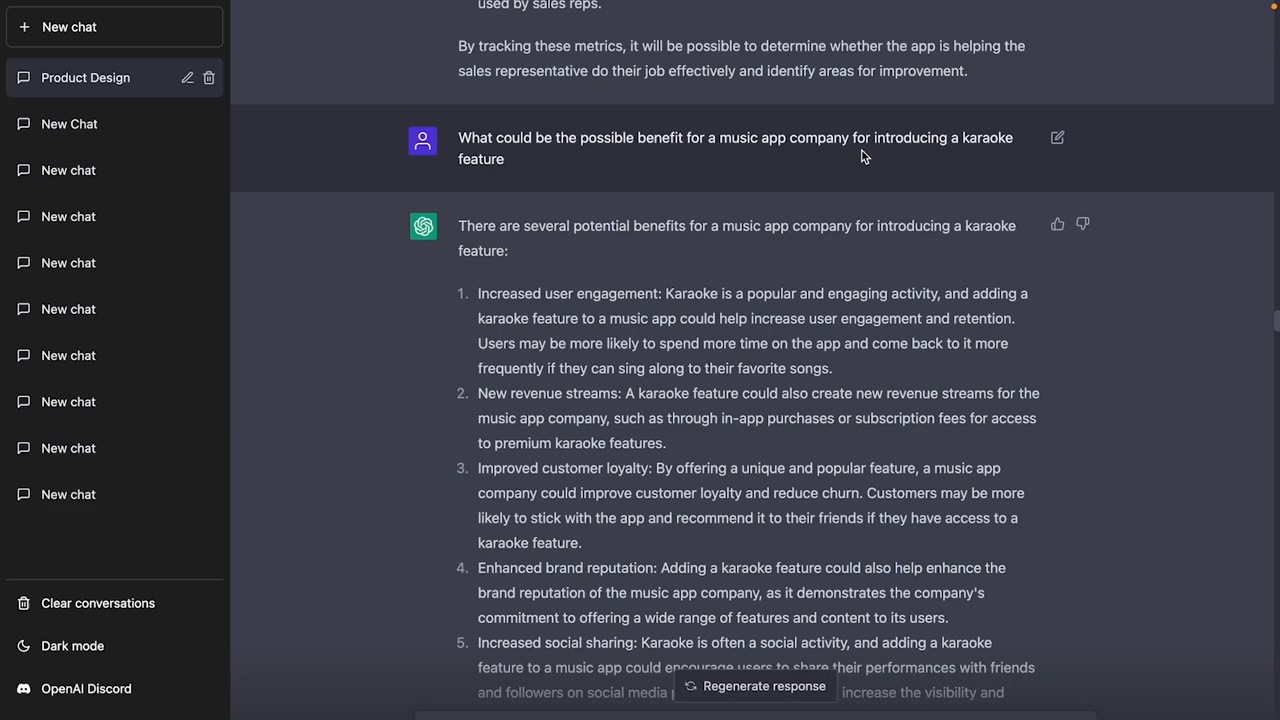 New chat
Product Design
New Chat
New chat
New chat
New chat
New chat
New chat
New chat
New chat
New chat
Clear conversations
Dark mode
OpenAI Discord
used by sales reps.
By tracking these metrics, it will be possible to determine whether the app is helping the
sales representative do their job effectively and identify areas for improvement.
What could be the possible benefit for a music app company for introducing a karaoke
feature
There are several potential benefits for a music app company for introducing a karaoke
feature:
1. Increased user engagement: Karaoke is a popular and engaging activity, and adding a
karaoke feature to a music app could help increase user engagement and retention.
Users may be more likely to spend more time on the app and come back to it more
frequently if they can sing along to their favorite songs.
2. New revenue streams: A karaoke feature could also create new revenue streams for the
music app company, such as through in-app purchases or subscription fees for access
to premium karaoke features.
3. Improved customer loyalty: By offering a unique and popular feature, a music app
company could improve customer loyalty and reduce churn. Customers may be more
likely to stick with the app and recommend it to their friends if they have access to a
karaoke feature.
4. Enhanced brand reputation: Adding a karaoke feature could also help enhance the
brand reputation of the music app company, as it demonstrates the company's
commitment to offering a wide range of features and content to its users.
5. Increased social sharing: Karaoke is often a social activity, and adding a karaoke
feature to a music app could encourage users to share their performances with friends
and followers on social media increase the visibility and
Regenerate response